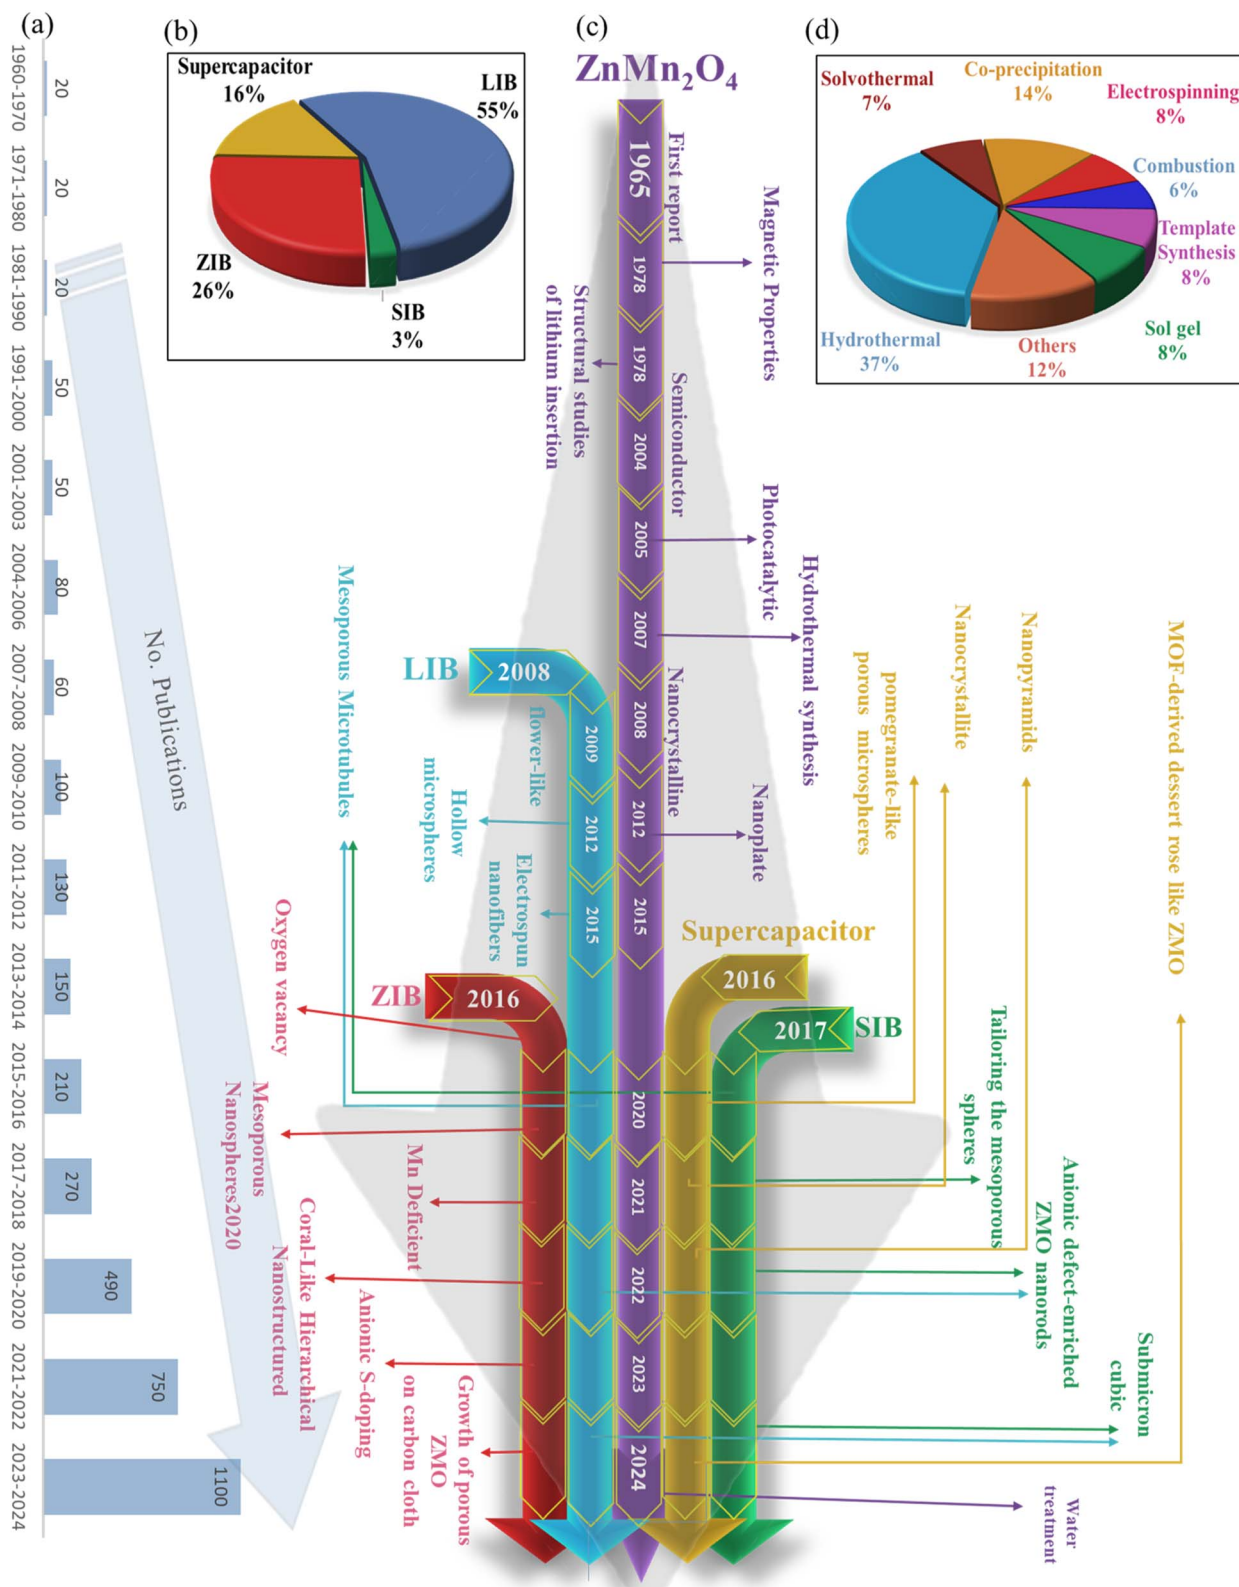 (a)
1960-1970
20
1971-1980
20
1981-1990
20
1991-2000
50
2001-2003
50
2004-2006
80
2007-2008
60
2009-2010
100
2011-2012
130
2013-2014
150
2015-2016
210
2017-2018
270
2019-2020
490
2021-2022
750
2023-2024
1100
No. Publications
(b)
Supercapacitor
16%
LIB
55%
ZIB
26%
SIB
3%
(c)
ZnMn₂O₄
1965
First report
1978
Magnetic Properties
1978
Structural studies
of lithium insertion
2004
Semiconductor
2005
Photocatalytic
2007
Hydrothermal synthesis
2008
Nanocrystalline
2012
Nanoplate
2015
2020
2021
2022
2023
2024
Water
treatment
LIB
2008
2009
flower-like
2012
Hollow
microspheres
2015
Electrospun
nanofibers
Mesoporous Microtubules
ZIB
2016
Oxygen vacancy
Mesoporous
Nanospheres2020
Mn Deficient
Coral-Like Hierarchical
Nanostructured
Anionic S-doping
Growth of porous
ZMO
on carbon cloth
Supercapacitor
2016
pomegranate-like
porous microspheres
Nanocrystallite
Nanopyramids
MOF-derived dessert rose like ZMO
SIB
2017
Tailoring the mesoporous
spheres
Anionic defect-enriched
ZMO nanorods
Submicron
cubic
(d)
Solvothermal
7%
Co-precipitation
14%
Electrospinning
8%
Combustion
6%
Template
Synthesis
8%
Sol gel
8%
Others
12%
Hydrothermal
37%